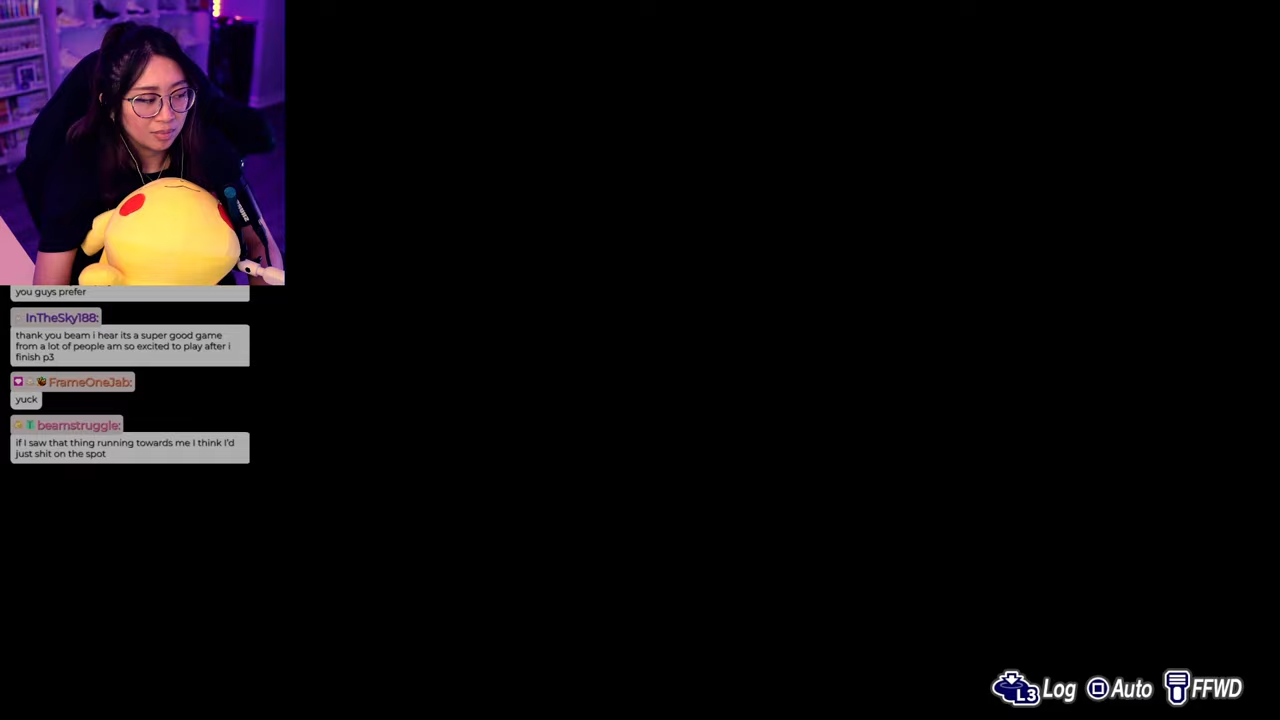 you guys prefer
InTheSky188:
thank you beam i hear its a super good game
from a lot of people am so excited to play after i
finish p3
FrameOneJab:
yuck
beamstruggle:
if I saw that thing running towards me I think I'd
just shit on the spot
L3 Log Auto FFWD